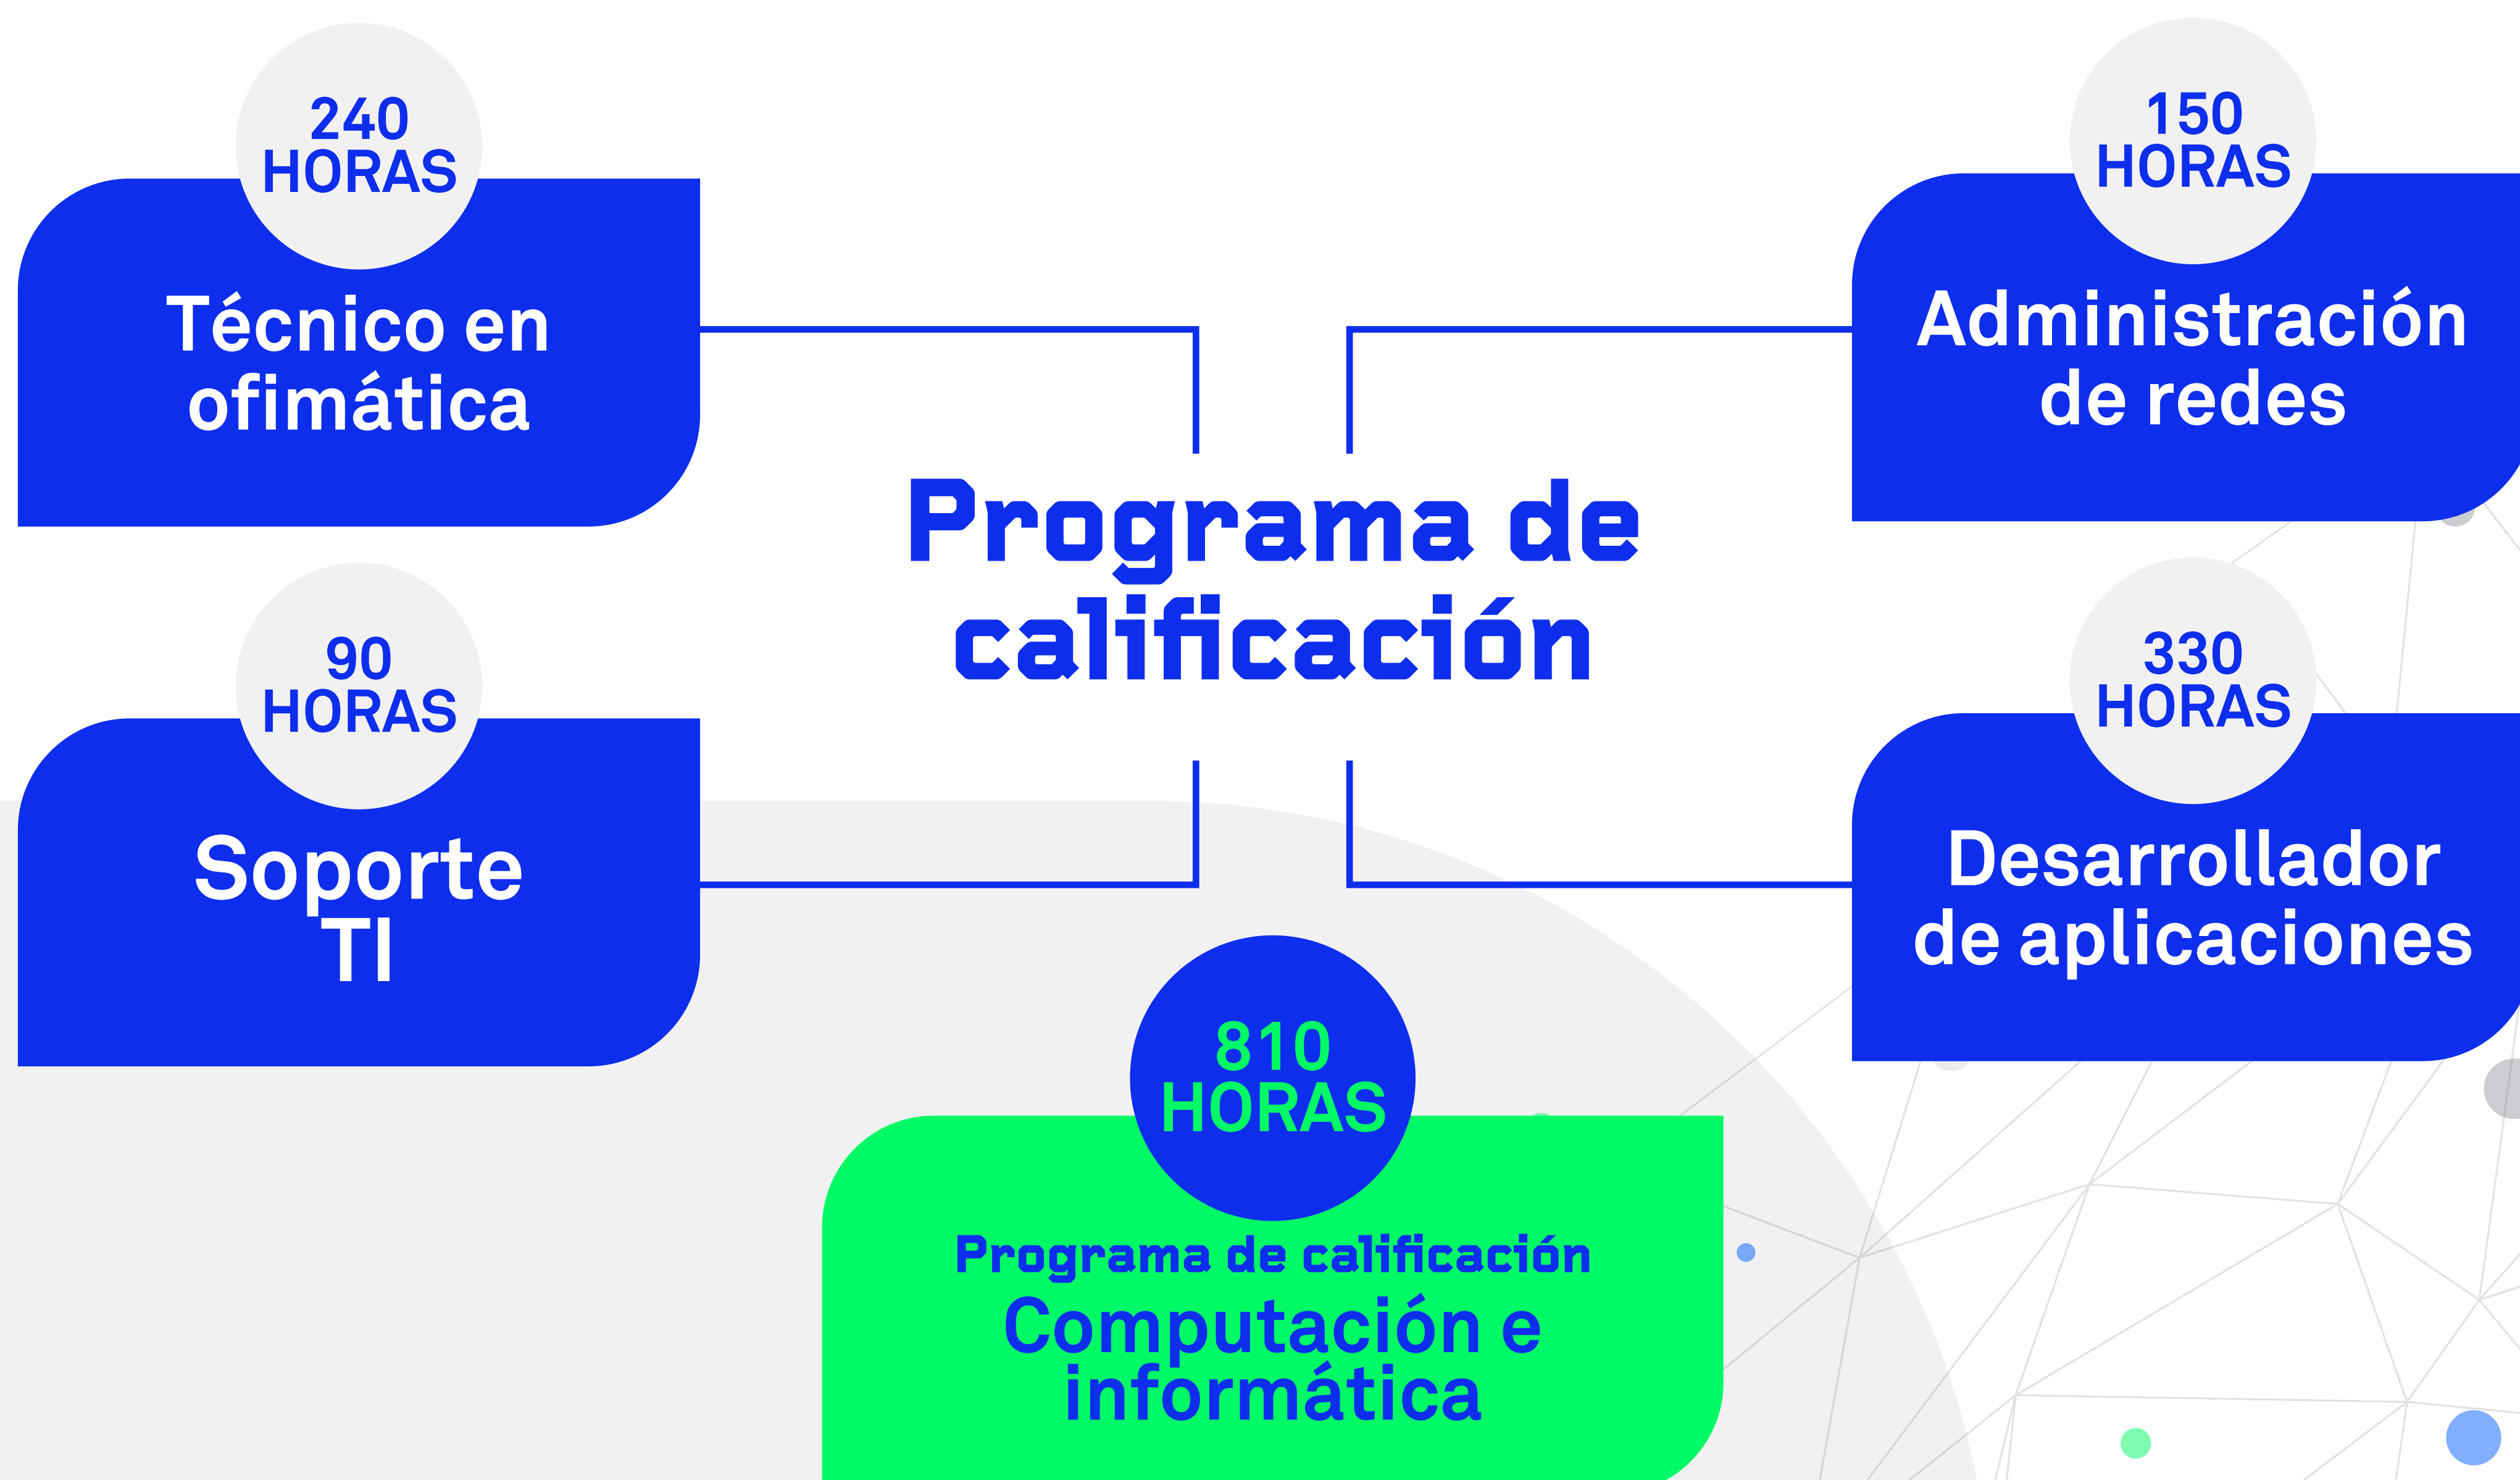 240
HORAS
Técnico en
ofimática
150
HORAS
Administración
de redes
Programa de
calificación
90
HORAS
Soporte
TI
330
HORAS
Desarrollador
de aplicaciones
810
HORAS
Programa de calificación
Computación e
informática